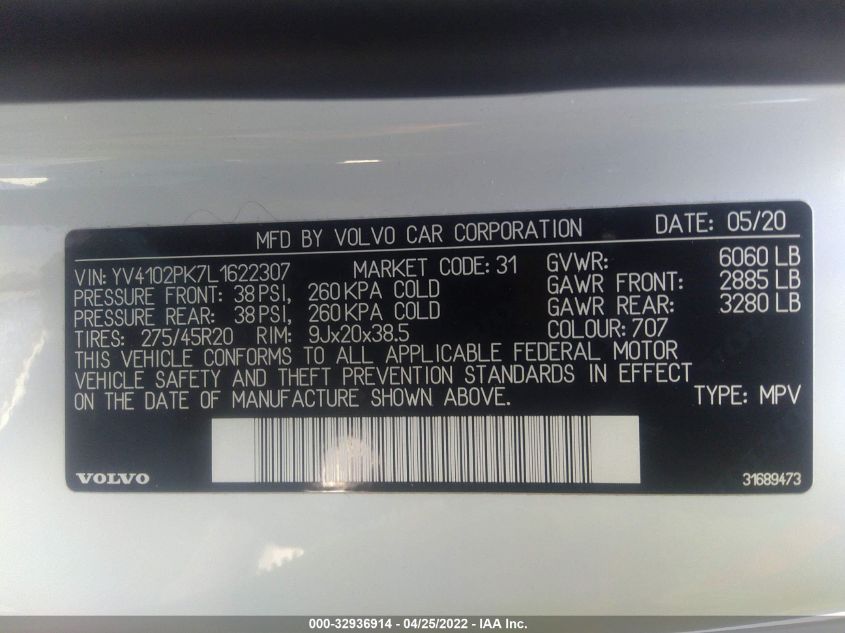 MFD BY VOLVO CAR CORPORATION DATE: 05/20
VIN: YV4102PK7L1622307 MARKET CODE: 31 GVWR: 6060 LB
PRESSURE FRONT: 38 PSI, 260 KPA COLD GAWR FRONT: 2885 LB
PRESSURE REAR: 38 PSI, 260 KPA COLD GAWR REAR: 3280 LB
TIRES: 275/45R20 RIM: 9Jx20x38.5 COLOUR: 707
THIS VEHICLE CONFORMS TO ALL APPLICABLE FEDERAL MOTOR
VEHICLE SAFETY AND THEFT PREVENTION STANDARDS IN EFFECT
ON THE DATE OF MANUFACTURE SHOWN ABOVE. TYPE: MPV
VOLVO 31689473
000-32936914 - 04/25/2022 - IAA Inc.